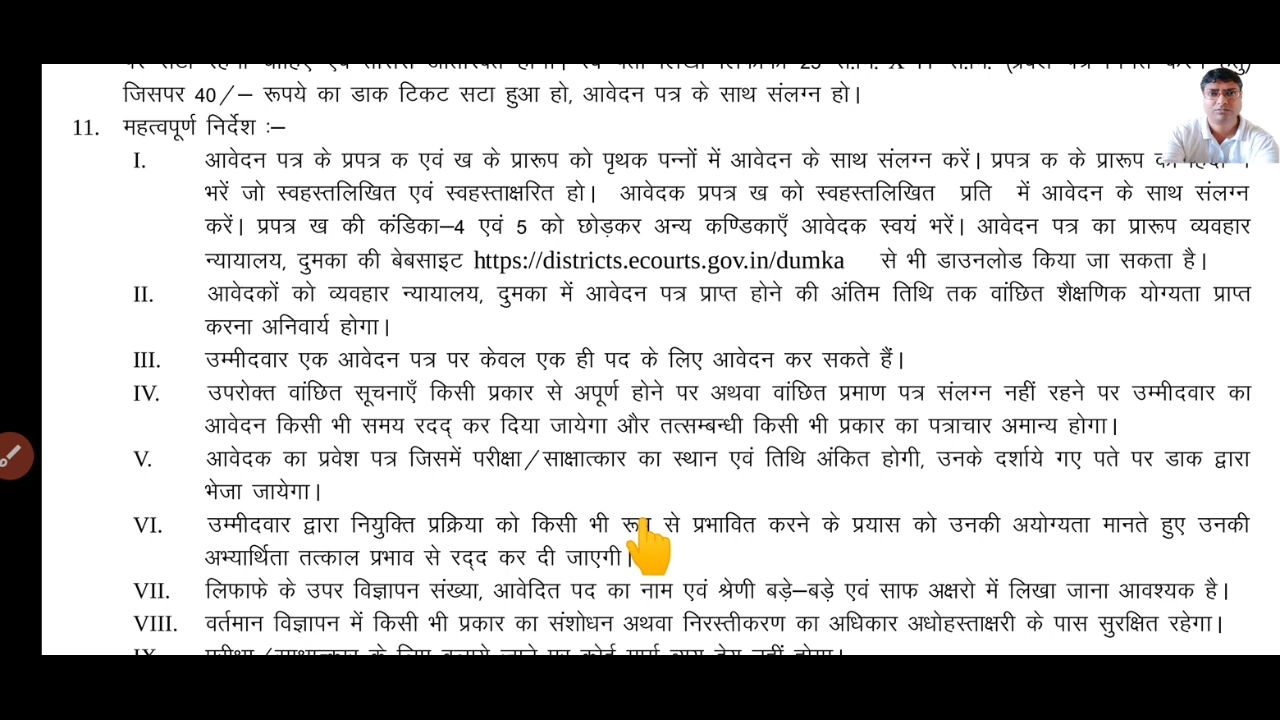 जिसपर 40/– रूपये का डाक टिकट सटा हुआ हो, आवेदन पत्र के साथ संलग्न हो।
11. महत्वपूर्ण निर्देश :–
I. आवेदन पत्र के प्रपत्र क एवं ख के प्रारूप को पृथक पन्नों में आवेदन के साथ संलग्न करें। प्रपत्र क के प्रारूप
भरें जो स्वहस्तलिखित एवं स्वहस्ताक्षरित हो। आवेदक प्रपत्र ख को स्वहस्तलिखित प्रति में आवेदन के साथ संलग्न
करें। प्रपत्र ख की कंडिका–4 एवं 5 को छोड़कर अन्य कण्डिकाएँ आवेदक स्वयं भरें। आवेदन पत्र का प्रारूप व्यवहार
न्यायालय, दुमका की बेबसाइट https://districts.ecourts.gov.in/dumka से भी डाउनलोड किया जा सकता है।
II. आवेदकों को व्यवहार न्यायालय, दुमका में आवेदन पत्र प्राप्त होने की अंतिम तिथि तक वांछित शैक्षणिक योग्यता प्राप्त
करना अनिवार्य होगा।
III. उम्मीदवार एक आवेदन पत्र पर केवल एक ही पद के लिए आवेदन कर सकते हैं।
IV. उपरोक्त वांछित सूचनाएँ किसी प्रकार से अपूर्ण होने पर अथवा वांछित प्रमाण पत्र संलग्न नहीं रहने पर उम्मीदवार का
आवेदन किसी भी समय रदद् कर दिया जायेगा और तत्सम्बन्धी किसी भी प्रकार का पत्राचार अमान्य होगा।
V. आवेदक का प्रवेश पत्र जिसमें परीक्षा/साक्षात्कार का स्थान एवं तिथि अंकित होगी, उनके दर्शाये गए पते पर डाक द्वारा
भेजा जायेगा।
VI. उम्मीदवार द्वारा नियुक्ति प्रक्रिया को किसी भी रूप से प्रभावित करने के प्रयास को उनकी अयोग्यता मानते हुए उनकी
अभ्यार्थिता तत्काल प्रभाव से रद्द कर दी जाएगी।
VII. लिफाफे के उपर विज्ञापन संख्या, आवेदित पद का नाम एवं श्रेणी बड़े–बड़े एवं साफ अक्षरो में लिखा जाना आवश्यक है।
VIII. वर्तमान विज्ञापन में किसी भी प्रकार का संशोधन अथवा निरस्तीकरण का अधिकार अधोहस्ताक्षरी के पास सुरक्षित रहेगा।